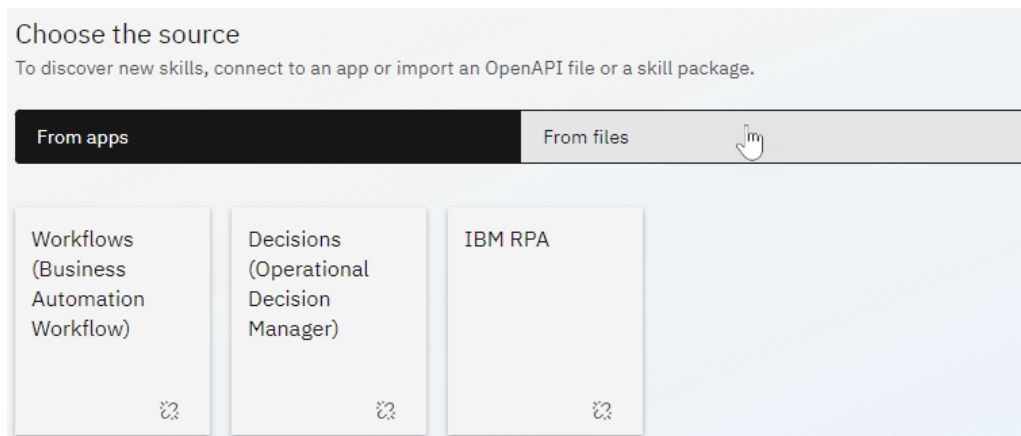 Choose the source
To discover new skills, connect to an app or import an OpenAPI file or a skill package.
From apps
From files
Workflows
(Business
Automation
Workflow)
Decisions
(Operational
Decision
Manager)
IBM RPA